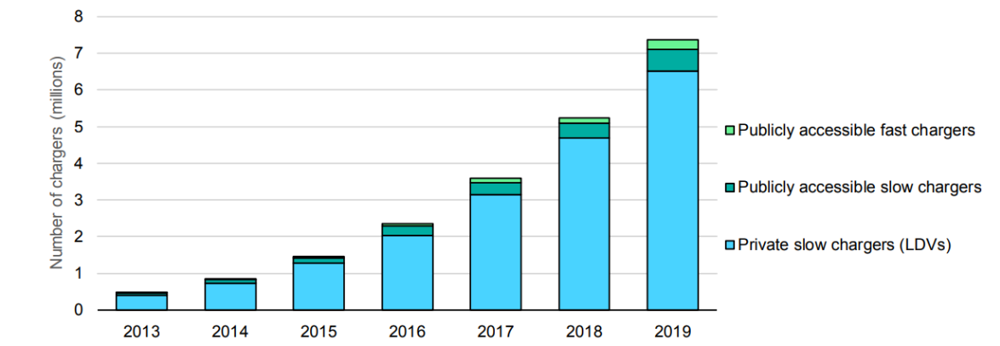 Number of chargers (millions)
8
7
6
5
4
3
2
1
0
2013 2014 2015 2016 2017 2018 2019
Publicly accessible fast chargers
Publicly accessible slow chargers
Private slow chargers (LDVs)